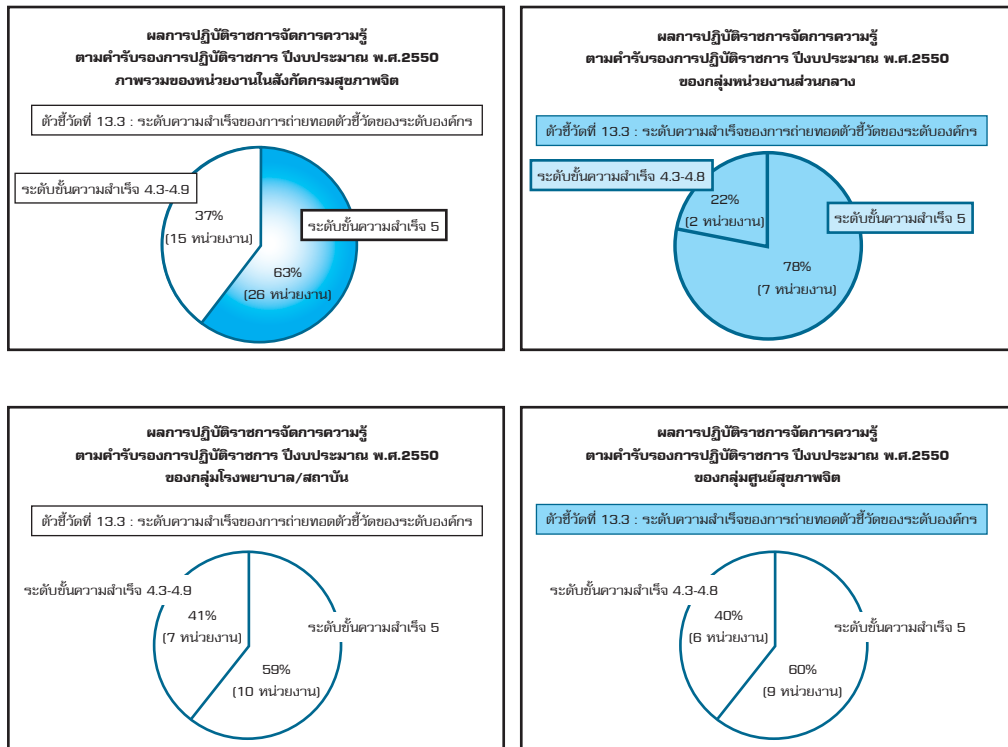 ผลการปฏิบัติราชการจัดการความรู้
ตามคำรับรองการปฏิบัติราชการ ปีงบประมาณ พ.ศ.2550
ภาพรวมของหน่วยงานในสังกัดกรมสุขภาพจิต
ตัวชี้วัดที่ 13.3 : ระดับความสำเร็จของการถ่ายทอดตัวชี้วัดของระดับองค์กร
ระดับขั้นความสำเร็จ 4.3-4.9
37%
(15 หน่วยงาน)
ระดับขั้นความสำเร็จ 5
63%
(26 หน่วยงาน)
ผลการปฏิบัติราชการจัดการความรู้
ตามคำรับรองการปฏิบัติราชการ ปีงบประมาณ พ.ศ.2550
ของกลุ่มหน่วยงานส่วนกลาง
ตัวชี้วัดที่ 13.3 : ระดับความสำเร็จของการถ่ายทอดตัวชี้วัดของระดับองค์กร
ระดับขั้นความสำเร็จ 4.3-4.8
22%
(2 หน่วยงาน)
ระดับขั้นความสำเร็จ 5
78%
(7 หน่วยงาน)
ผลการปฏิบัติราชการจัดการความรู้
ตามคำรับรองการปฏิบัติราชการ ปีงบประมาณ พ.ศ.2550
ของกลุ่มโรงพยาบาล/สถาบัน
ตัวชี้วัดที่ 13.3 : ระดับความสำเร็จของการถ่ายทอดตัวชี้วัดของระดับองค์กร
ระดับขั้นความสำเร็จ 4.3-4.9
41%
(7 หน่วยงาน)
ระดับขั้นความสำเร็จ 5
59%
(10 หน่วยงาน)
ผลการปฏิบัติราชการจัดการความรู้
ตามคำรับรองการปฏิบัติราชการ ปีงบประมาณ พ.ศ.2550
ของกลุ่มศูนย์สุขภาพจิต
ตัวชี้วัดที่ 13.3 : ระดับความสำเร็จของการถ่ายทอดตัวชี้วัดของระดับองค์กร
ระดับขั้นความสำเร็จ 4.3-4.8
40%
(6 หน่วยงาน)
ระดับขั้นความสำเร็จ 5
60%
(9 หน่วยงาน)